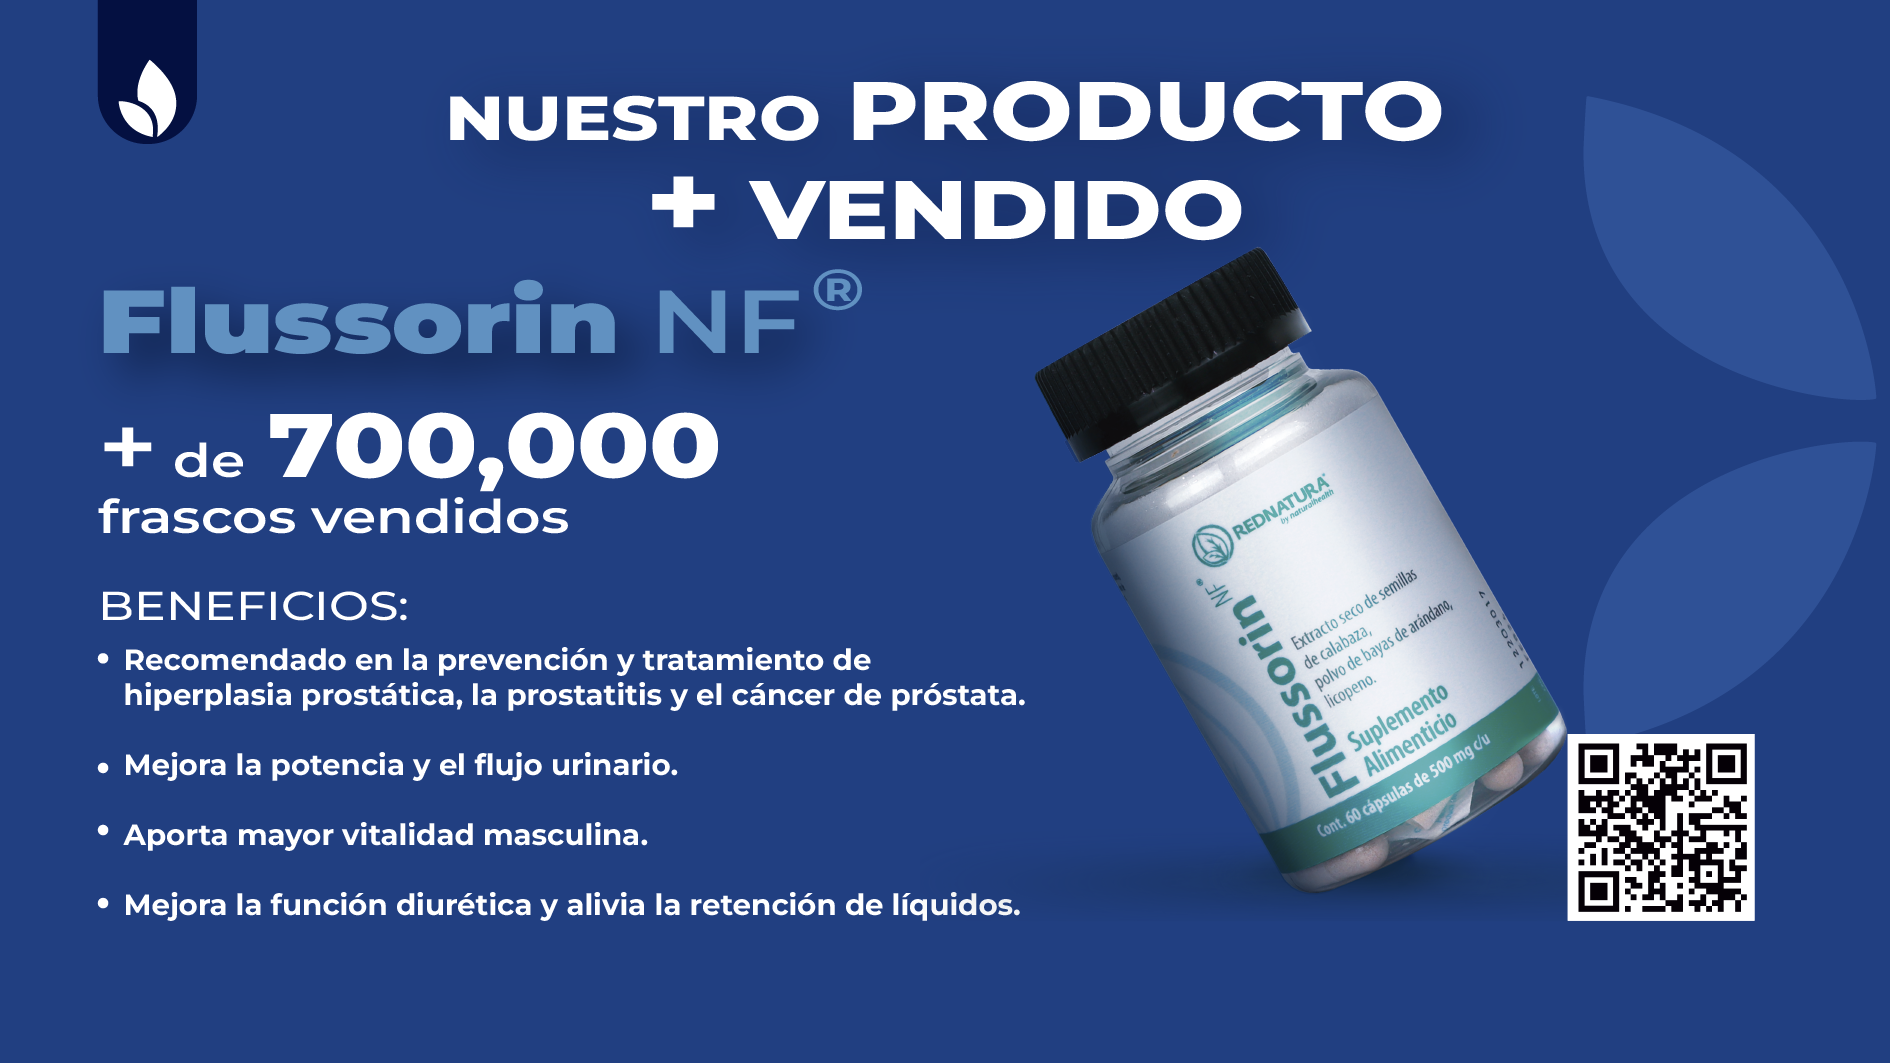 NUESTRO PRODUCTO
+ VENDIDO
Flussorin NF®
+ de 700,000
frascos vendidos
BENEFICIOS:
• Recomendado en la prevención y tratamiento de
hiperplasia prostática, la prostatitis y el cáncer de próstata.
• Mejora la potencia y el flujo urinario.
• Aporta mayor vitalidad masculina.
• Mejora la función diurética y alivia la retención de líquidos.
REDNATURA
by naturalhealth
Flussorin NF®
Extracto seco de semillas
de calabaza,
polvo de bayas de arándano,
licopeno.
Suplemento
Alimenticio
Cont. 60 cápsulas de 500 mg c/u